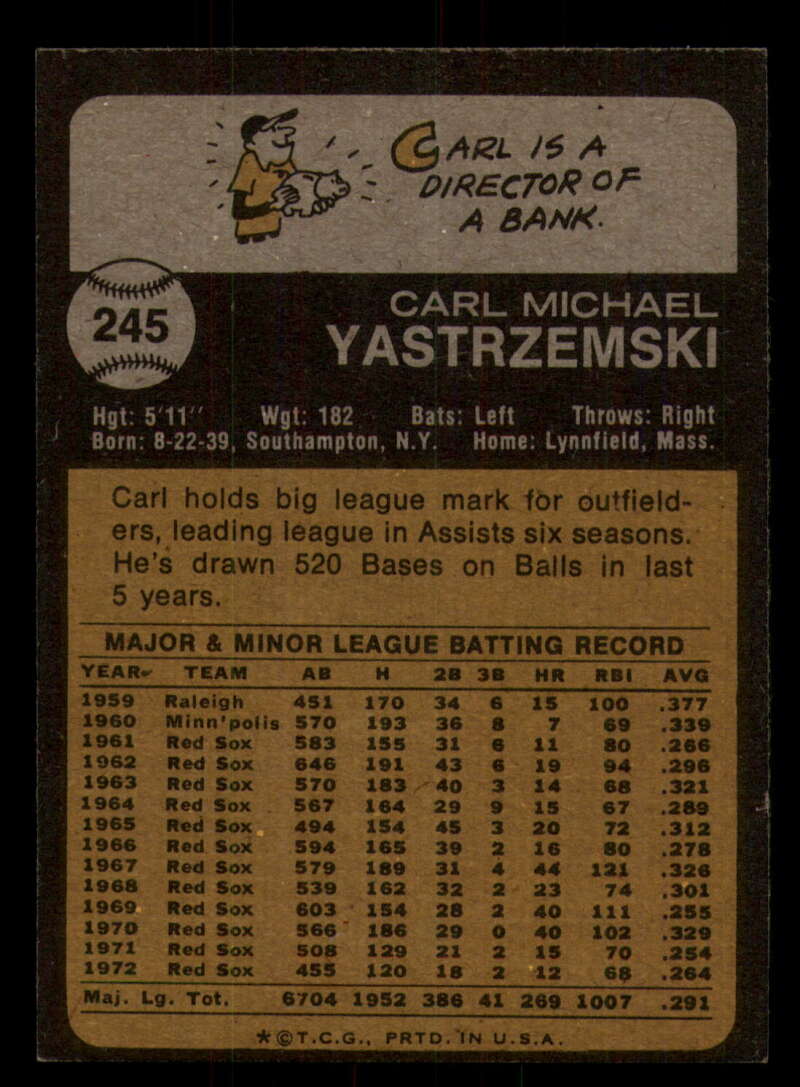 CARL IS A
DIRECTOR OF
A BANK.
245
CARL MICHAEL
YASTRZEMSKI
Hgt: 5'11" Wgt: 182 Bats: Left Throws: Right
Born: 8-22-39, Southampton, N.Y. Home: Lynnfield, Mass.
Carl holds big league mark for outfield-
ers, leading league in Assists six seasons.
He's drawn 520 Bases on Balls in last
5 years.
MAJOR & MINOR LEAGUE BATTING RECORD
YEAR TEAM AB H 2B 3B HR RBI AVG
1959 Raleigh 451 170 34 6 15 100 .377
1960 Minn'polis 570 193 36 8 7 69 .339
1961 Red Sox 583 155 31 6 11 80 .266
1962 Red Sox 646 191 43 6 19 94 .296
1963 Red Sox 570 183 40 3 14 68 .321
1964 Red Sox 567 164 29 9 15 67 .289
1965 Red Sox 494 154 45 3 20 72 .312
1966 Red Sox 594 165 39 2 16 80 .278
1967 Red Sox 579 189 31 4 44 121 .326
1968 Red Sox 539 162 32 2 23 74 .301
1969 Red Sox 603 154 28 2 40 111 .255
1970 Red Sox 566 186 29 0 40 102 .329
1971 Red Sox 508 129 21 2 15 70 .254
1972 Red Sox 455 120 18 2 12 68 .264
Maj. Lg. Tot. 6704 1952 386 41 269 1007 .291
*©T.C.G., PRTD. IN U.S.A.